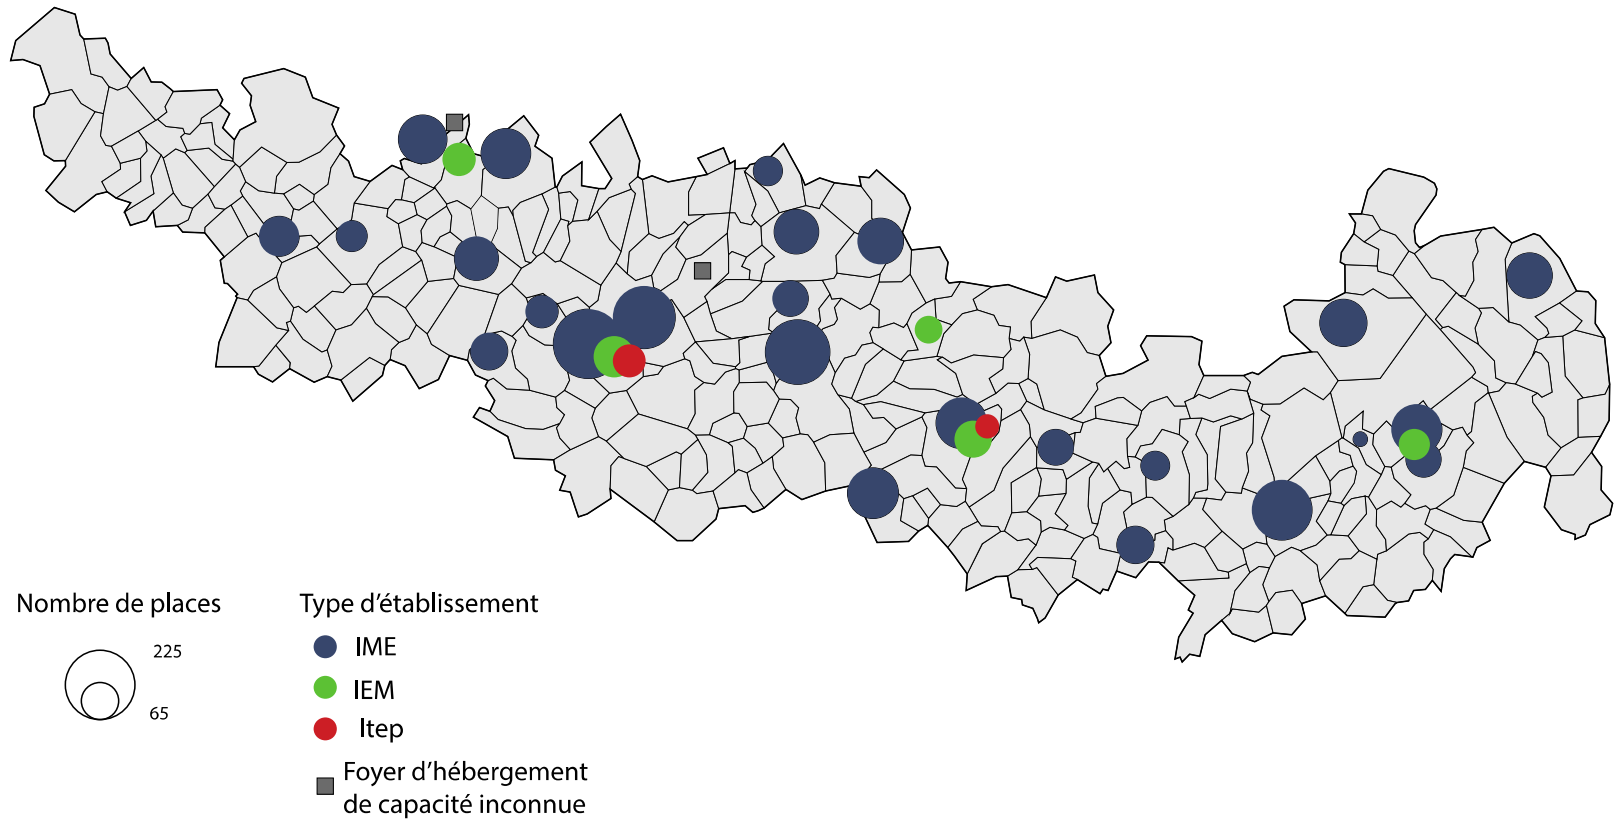 Nombre de places
225
65
Type d'établissement
IME
IEM
Itep
Foyer d'hébergement
de capacité inconnue